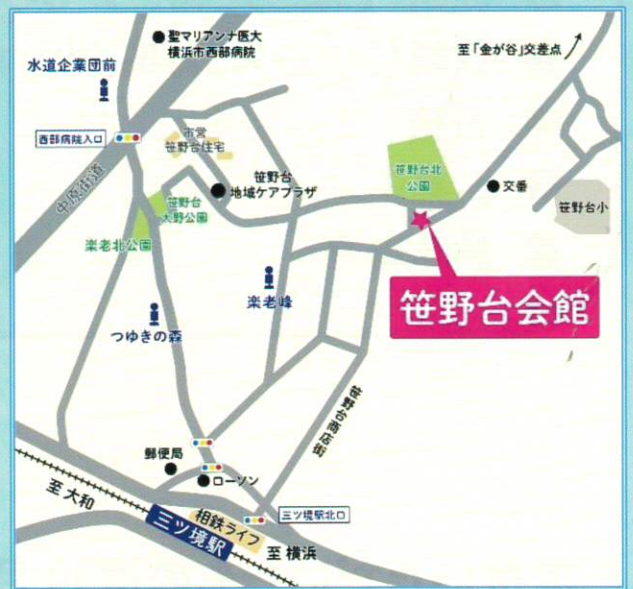 聖マリアンナ医大
横浜市西部病院
至「金が谷」交差点
水道企業団前
西部病院入口
市営
笹野台住宅
中原街道
笹野台
地域ケアプラザ
笹野台北
公園
交番
笹野台小
笹野台
大野公園
楽老北公園
楽老峰
笹野台会館
つゆきの森
笹野台商店街
郵便局
ローソン
至 大和
相鉄ライフ
三ツ境駅
三ツ境駅北口
至 横浜